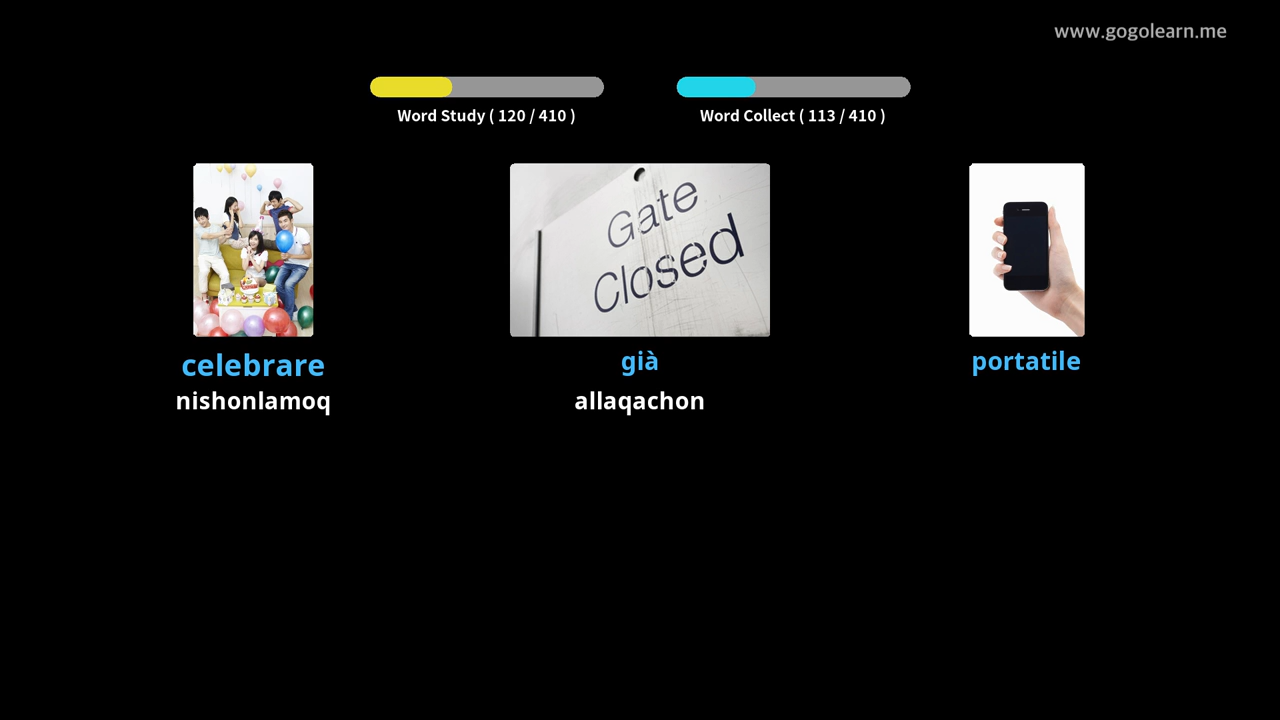 www.gogolearn.me
Word Study ( 120 / 410 )
Word Collect ( 113 / 410 )
Gate
Closed
celebrare
già
portatile
nishonlamoq
allaqachon